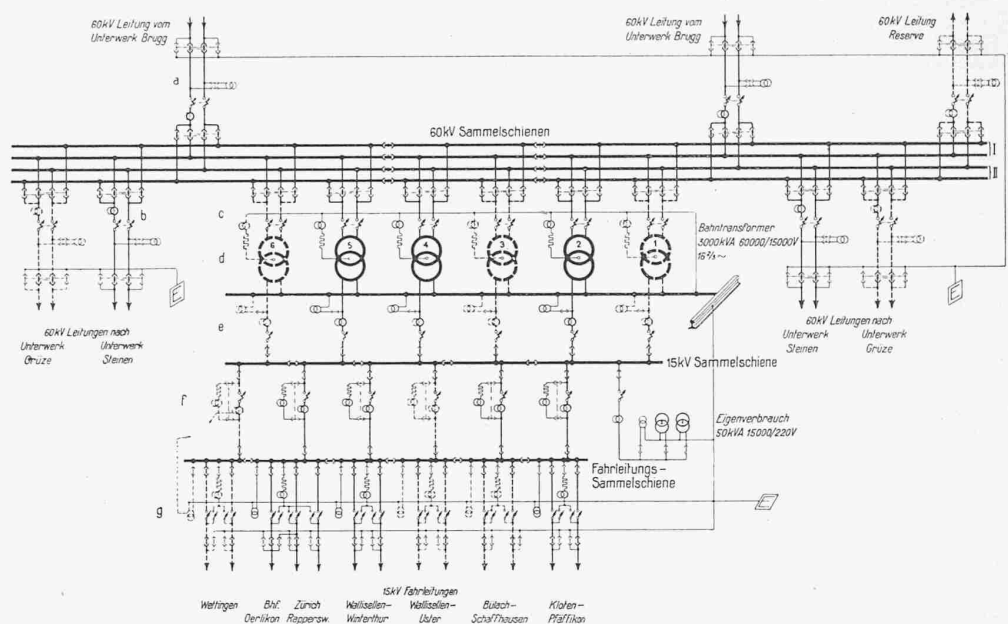 60kV Leitung vom
Unterwerk Brugg
60kV Leitung vom
Unterwerk Brugg
60kV Leitung
Reserve
a
60kV Sammelschienen
I
II
b
c
6
5
4
3
2
1
Bahntransformer
3000kVA 60000/15000V
16⅔~
d
E
E
60kV Leitungen nach
Unterwerk
Grüze
Unterwerk
Steinen
60kV Leitungen nach
Unterwerk
Steinen
Unterwerk
Grüze
e
15kV Sammelschiene
f
Eigenverbrauch
50kVA 15000/220V
Fahrleitungs-
Sammelschiene
g
E
15kV Fahrleitungen
Wettingen
Bhf.
Oerlikon
Zürich
Rappersw.
Wallisellen-
Winterthur
Wallisellen-
Uster
Bülach-
Schaffhausen
Kloten-
Pfäffikon